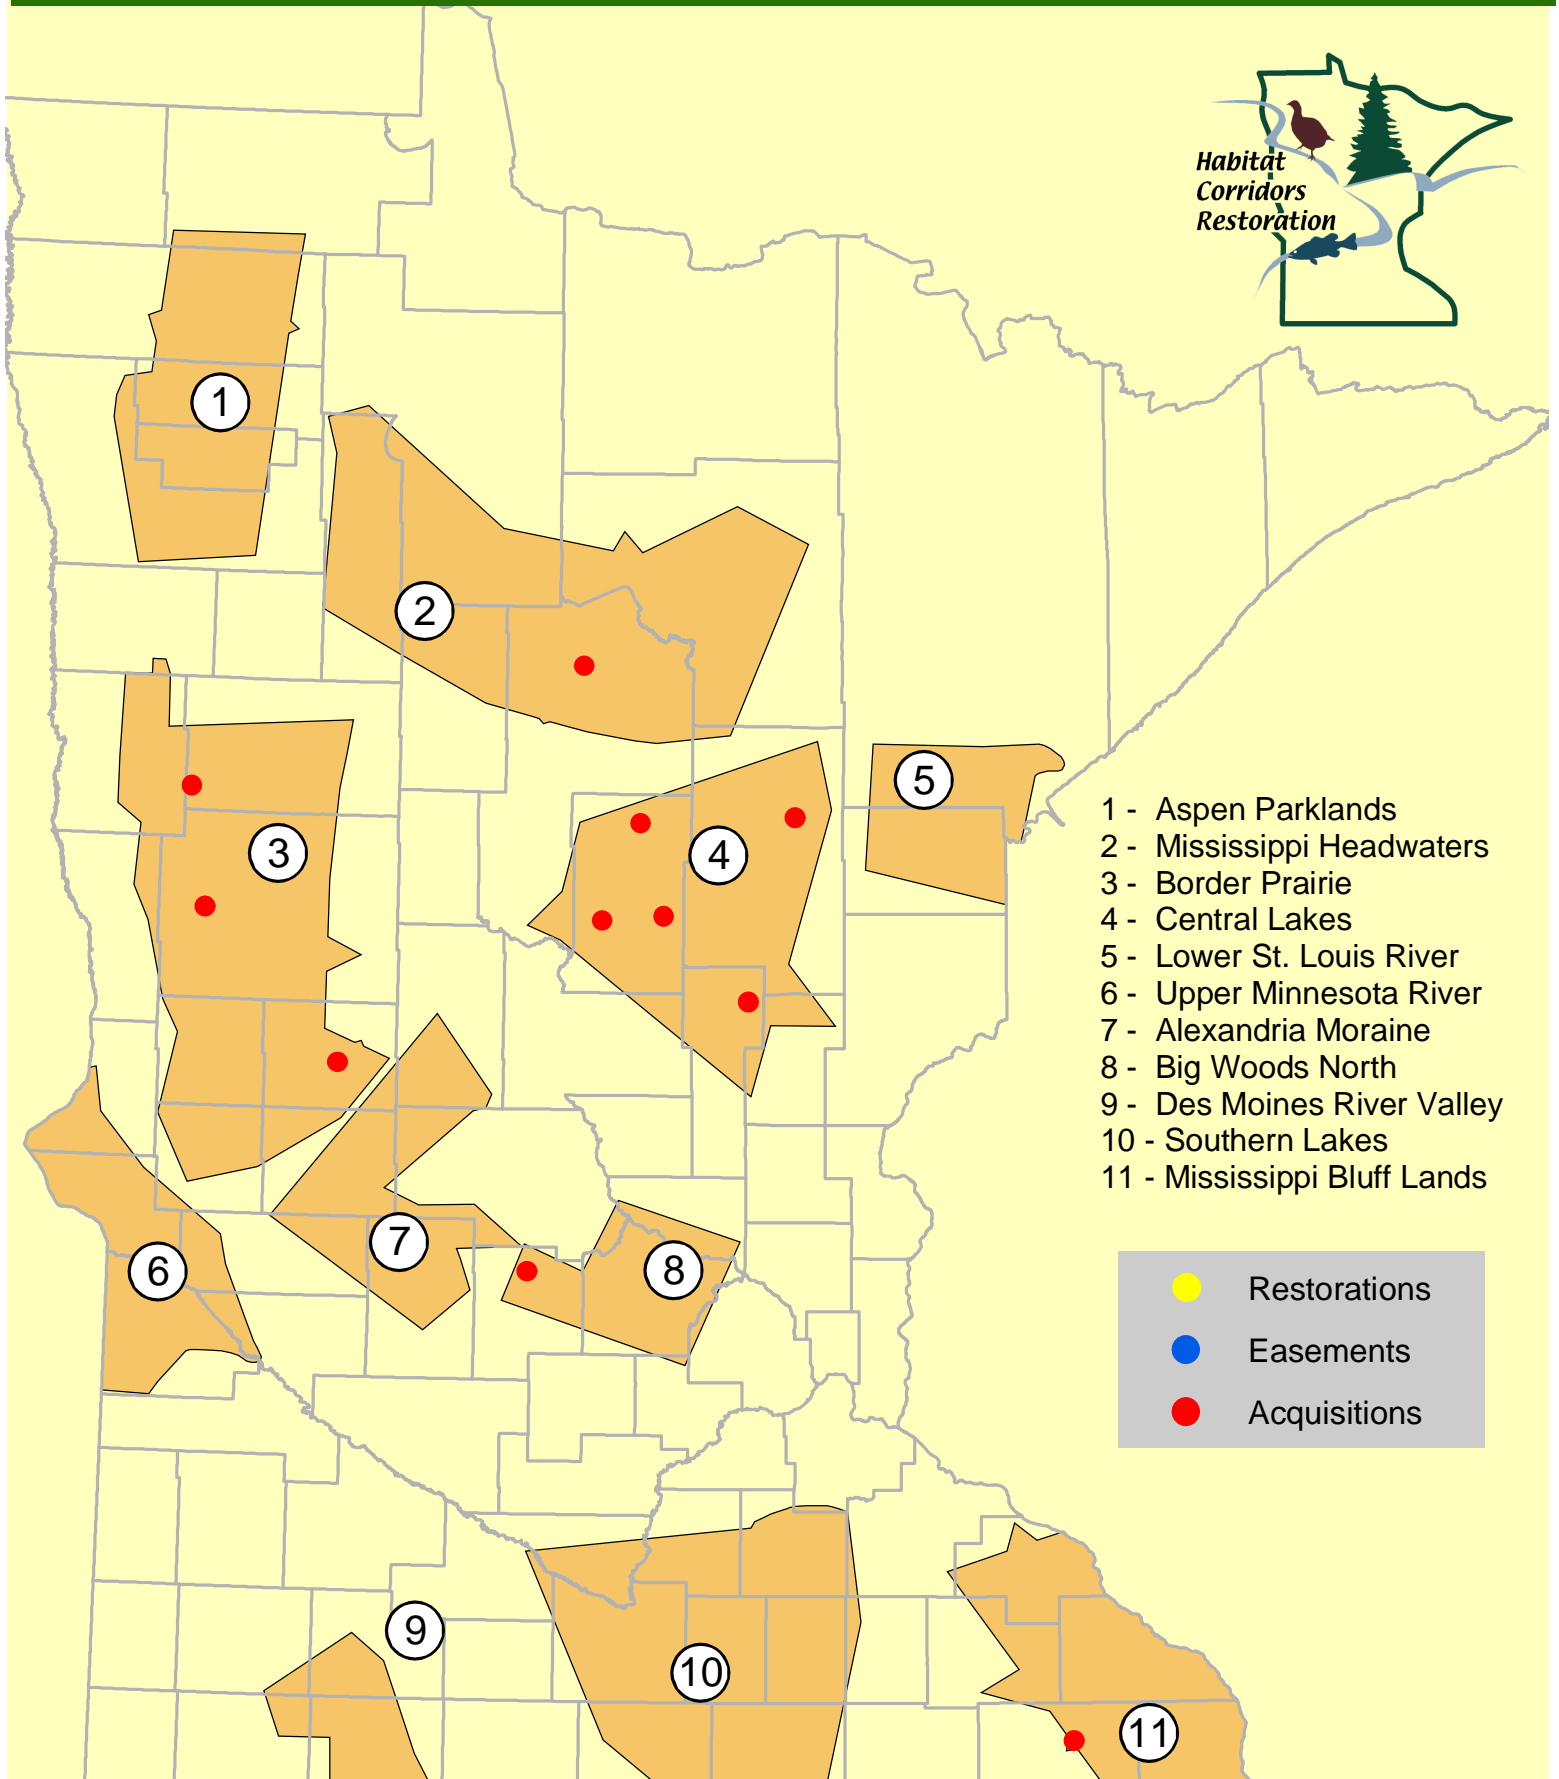 Habitat
Corridors
Restoration
1
2
3
4
5
6
7
8
9
10
11
1 - Aspen Parklands
2 - Mississippi Headwaters
3 - Border Prairie
4 - Central Lakes
5 - Lower St. Louis River
6 - Upper Minnesota River
7 - Alexandria Moraine
8 - Big Woods North
9 - Des Moines River Valley
10 - Southern Lakes
11 - Mississippi Bluff Lands
Restorations
Easements
Acquisitions